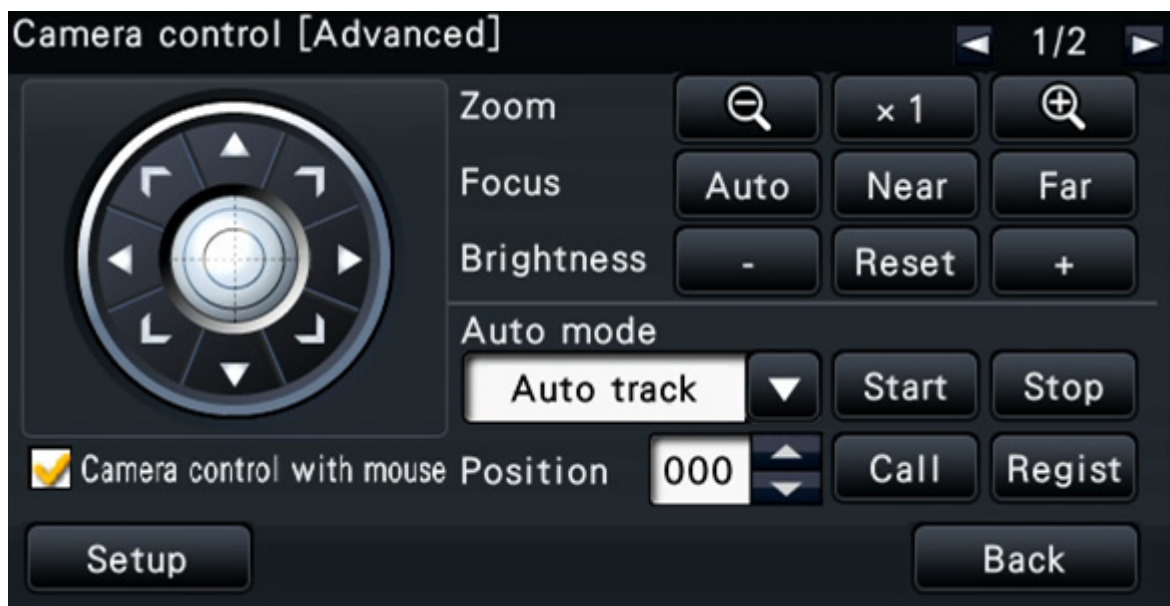 Camera control [Advanced]
1/2
Zoom × 1
Focus Auto Near Far
Brightness - Reset +
Auto mode
Auto track Start Stop
Camera control with mouse Position 000 Call Regist
Setup Back